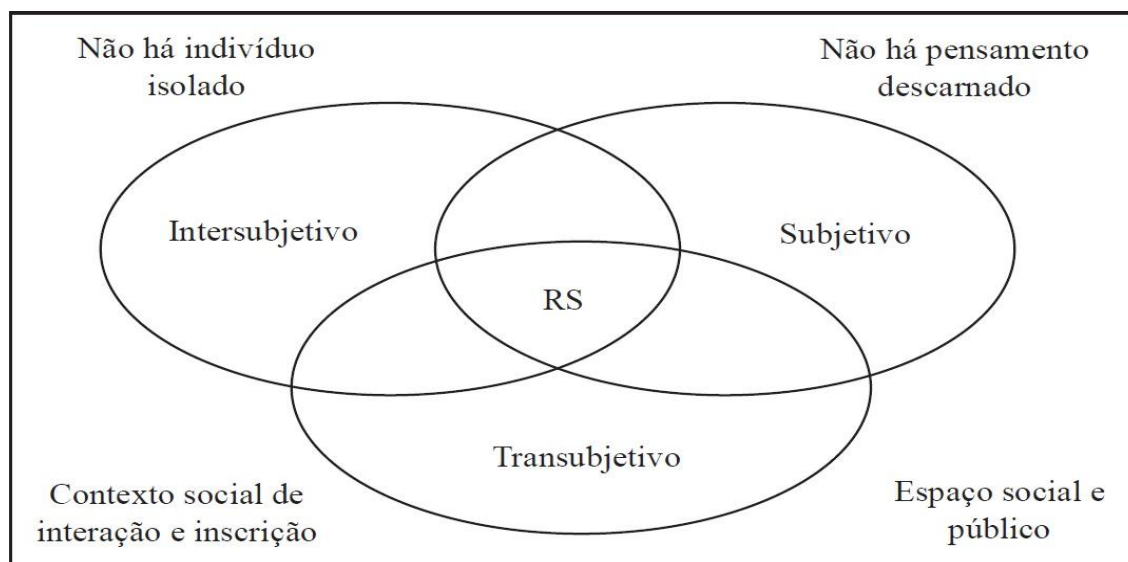 Não há indivíduo
isolado
Não há pensamento
descarnado
Intersubjetivo
Subjetivo
RS
Transubjetivo
Contexto social de
interação e inscrição
Espaço social e
público